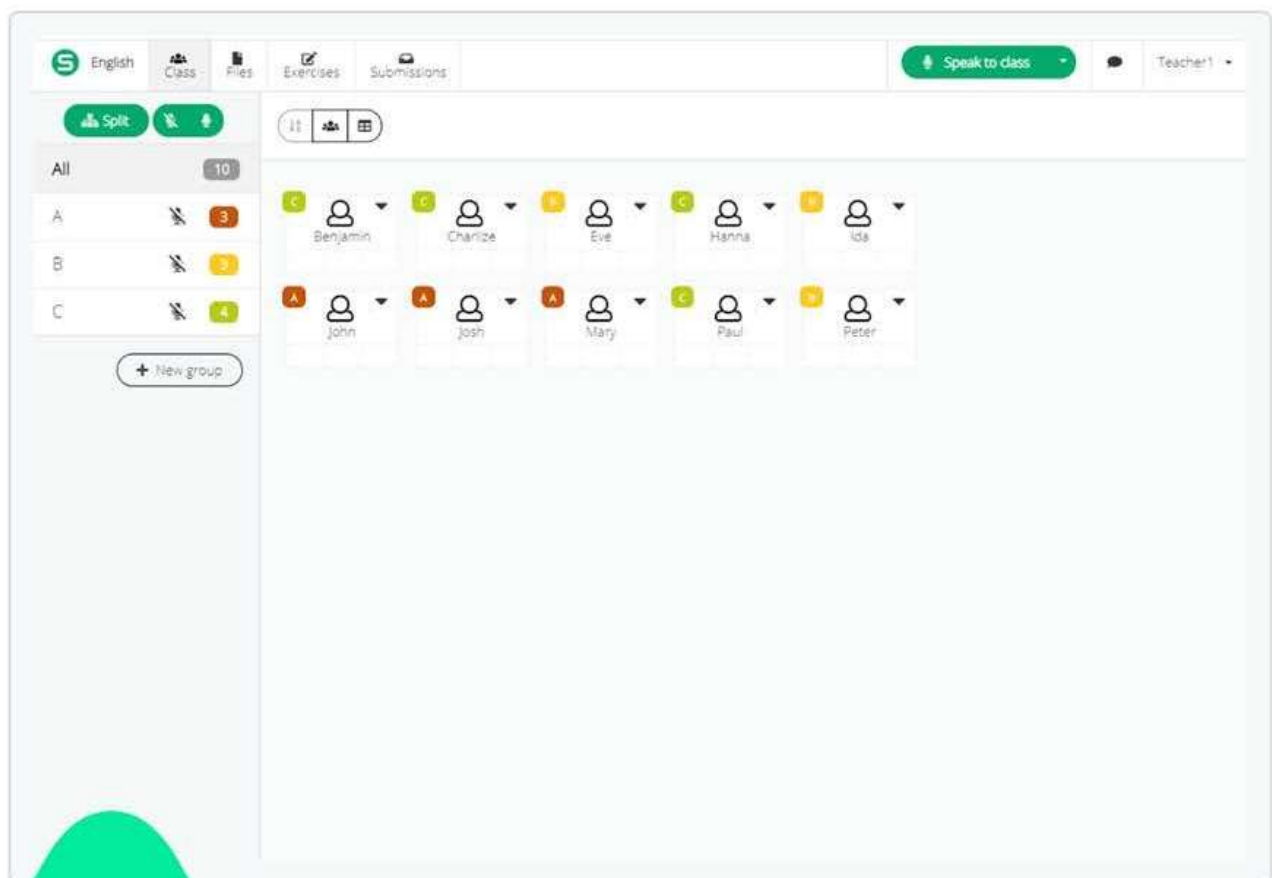 S English Class Files Exercises Submissions Speak to class Teacher1
Split
All 10
A 3
B 3
C 4
New group
C C B C B
Benjamin Charlize Eve Hanna Ida
A A A C B
John Josh Mary Paul Peter